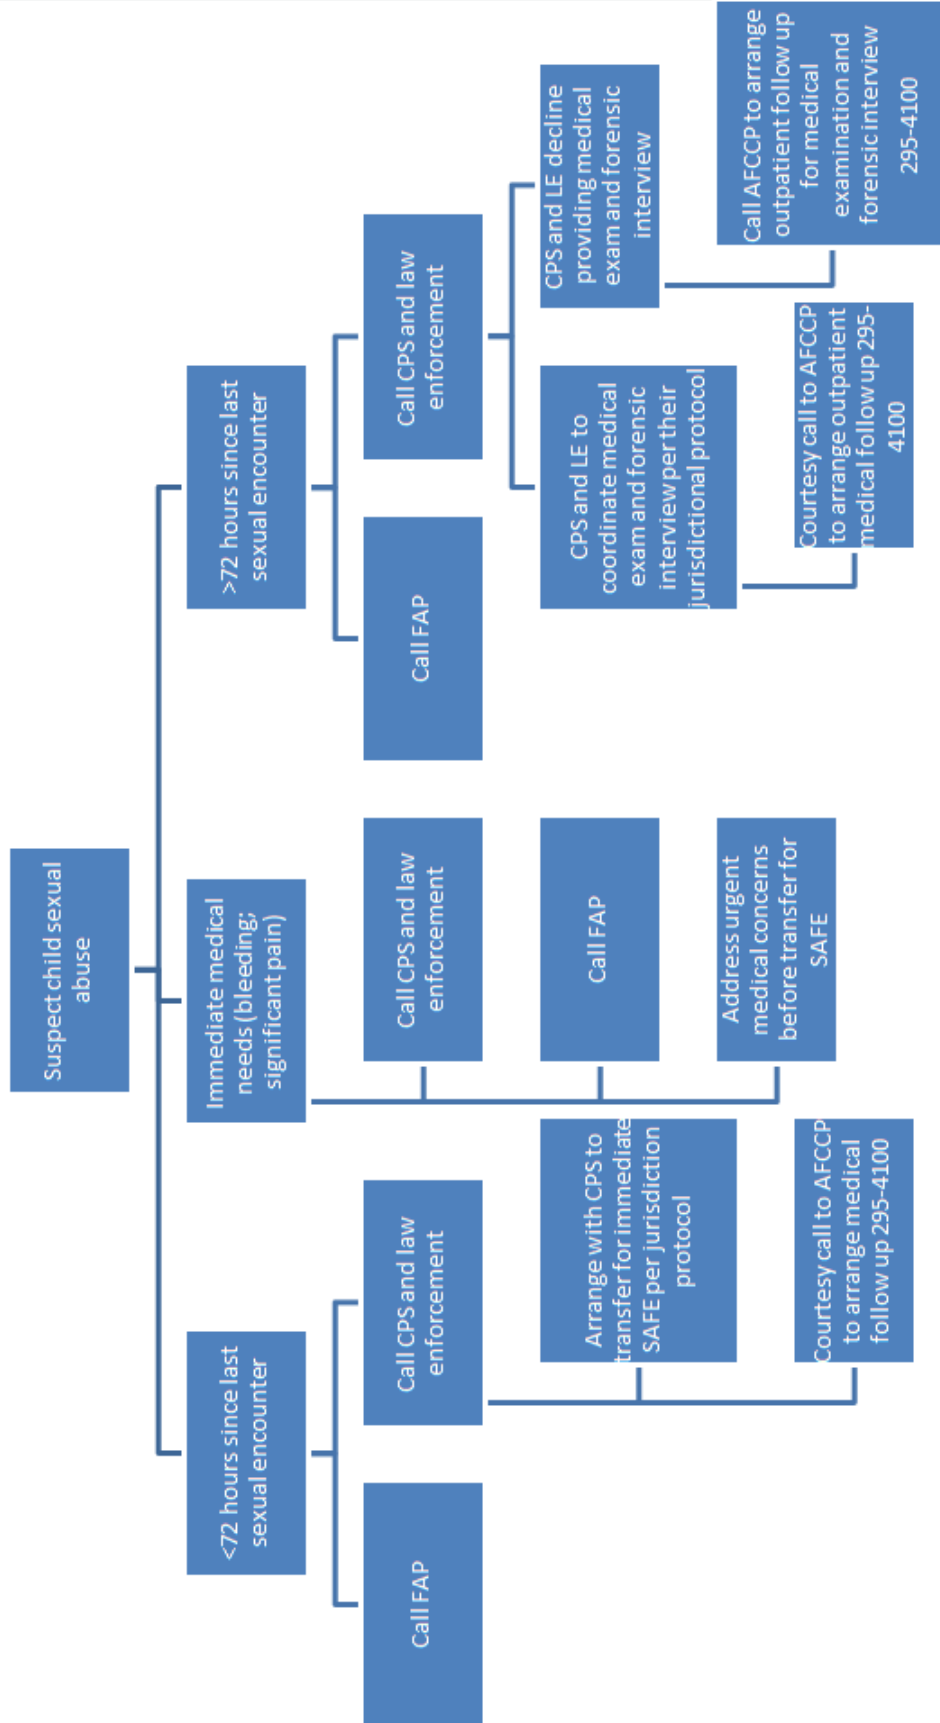 Suspect child sexual
abuse
<72 hours since last
sexual encounter
Call FAP
Call CPS and law
enforcement
Arrange with CPS to
transfer for immediate
SAFE per jurisdiction
protocol
Courtesy call to AFCCP
to arrange medical
follow up 295-4100
Immediate medical
needs (bleeding;
significant pain)
Call CPS and law
enforcement
Call FAP
Address urgent
medical concerns
before transfer for
SAFE
>72 hours since last
sexual encounter
Call FAP
Call CPS and law
enforcement
CPS and LE to
coordinate medical
exam and forensic
interview per their
jurisdictional protocol
Courtesy call to AFCCP
to arrange outpatient
medical follow up 295-
4100
CPS and LE decline
providing medical
exam and forensic
interview
Call AFCCP to arrange
outpatient follow up
for medical
examination and
forensic interview
295-4100